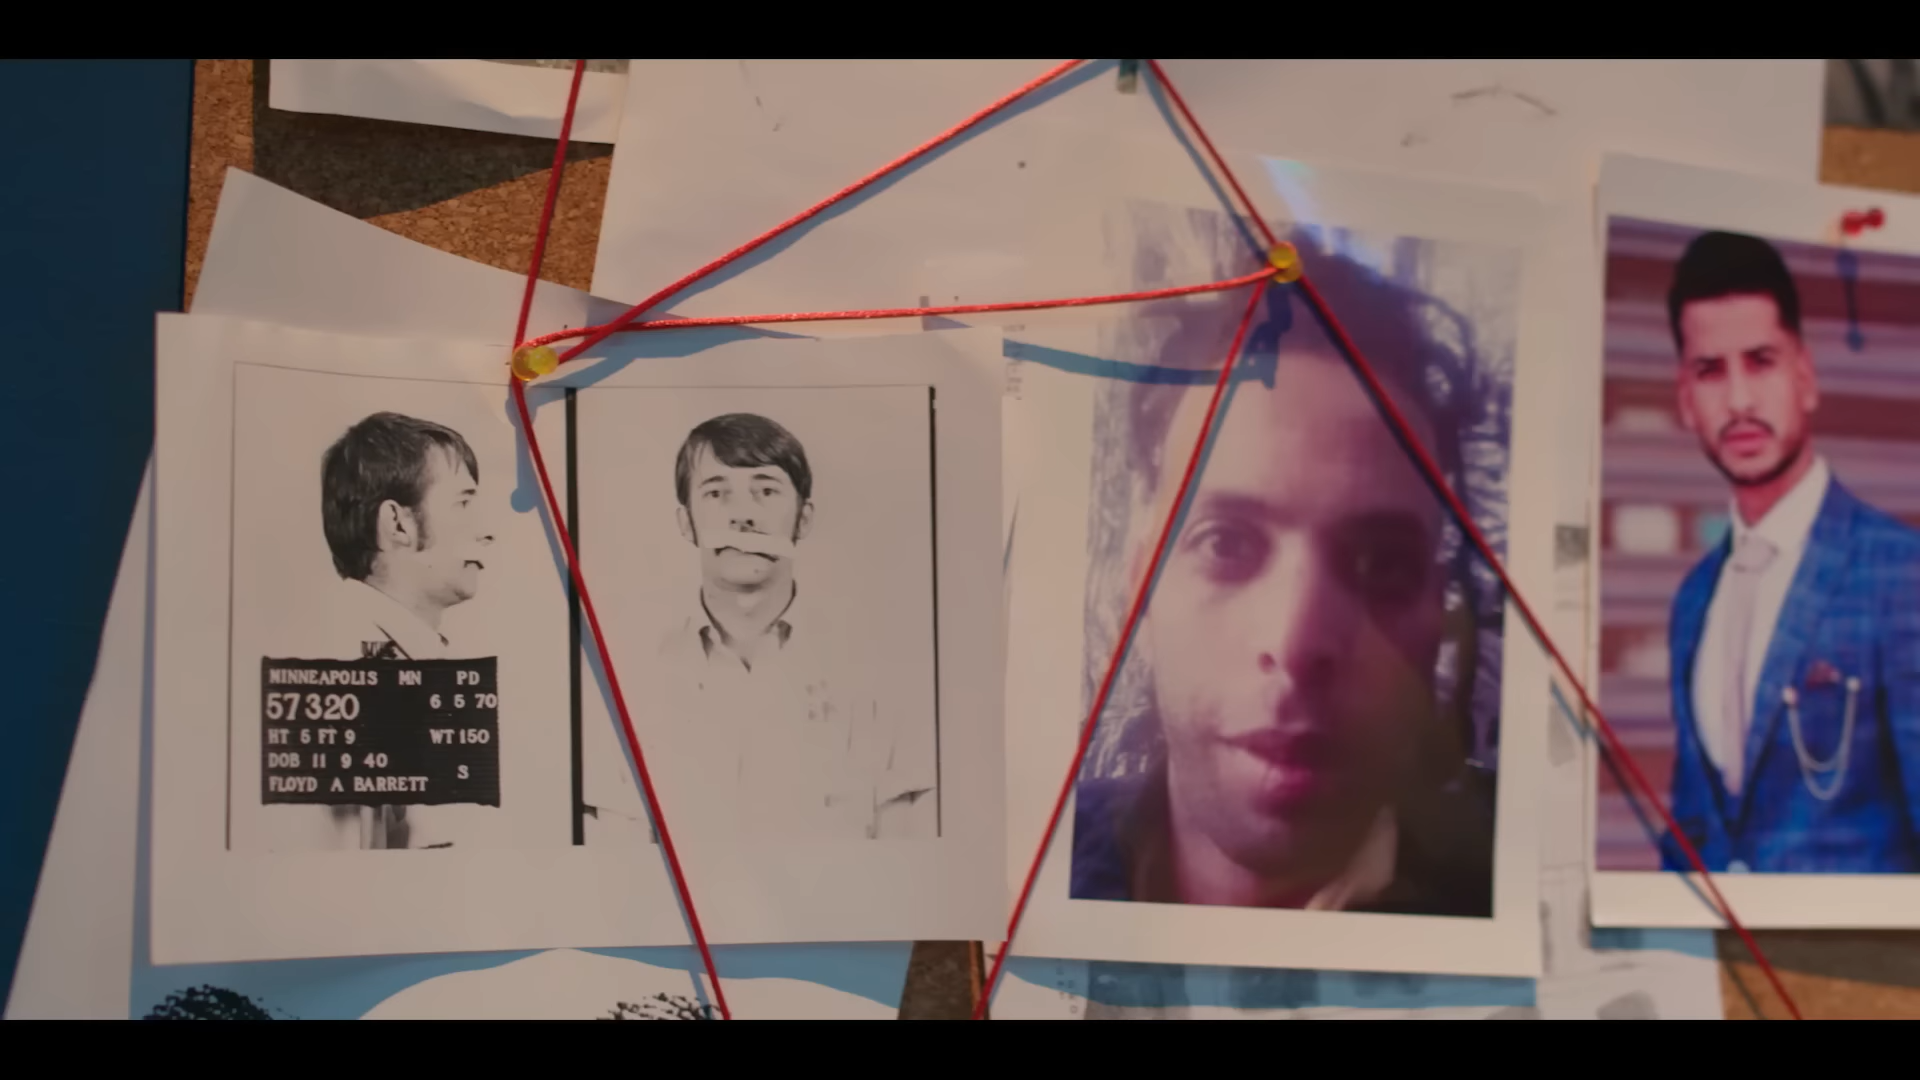 MINNEAPOLIS MN PD
57320 6 5 70
HT 5 FT 9 WT 150
DOB 11 9 40
S
FLOYD A BARRETT